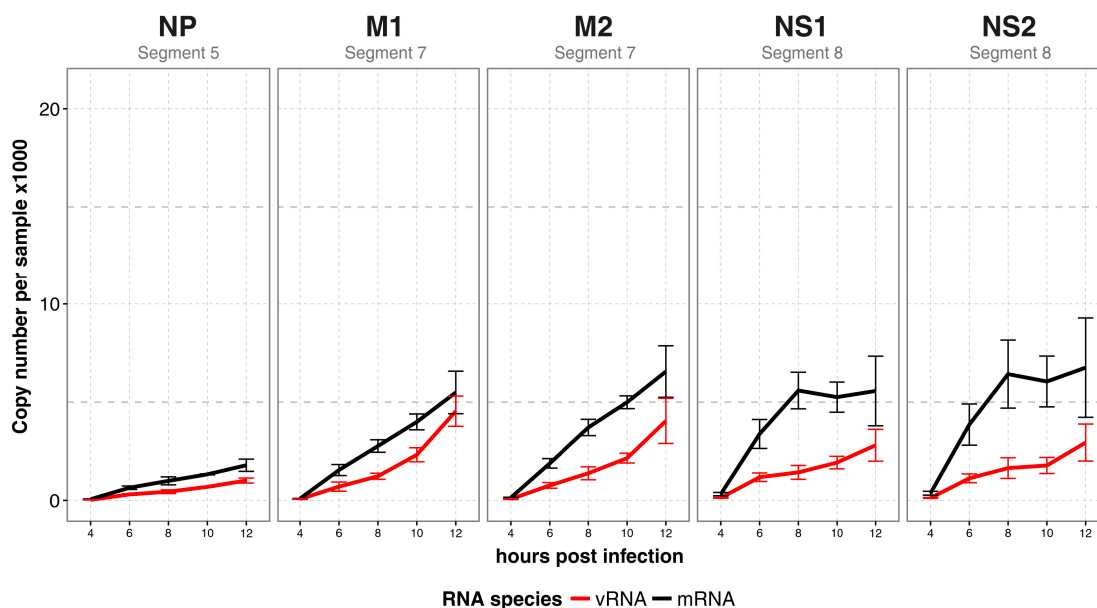 NP M1 M2 NS1 NS2
Segment 5 Segment 7 Segment 7 Segment 8 Segment 8
Copy number per sample x1000
20
10
0
4 6 8 10 12 4 6 8 10 12 4 6 8 10 12 4 6 8 10 12 4 6 8 10 12
hours post infection
RNA species vRNA mRNA